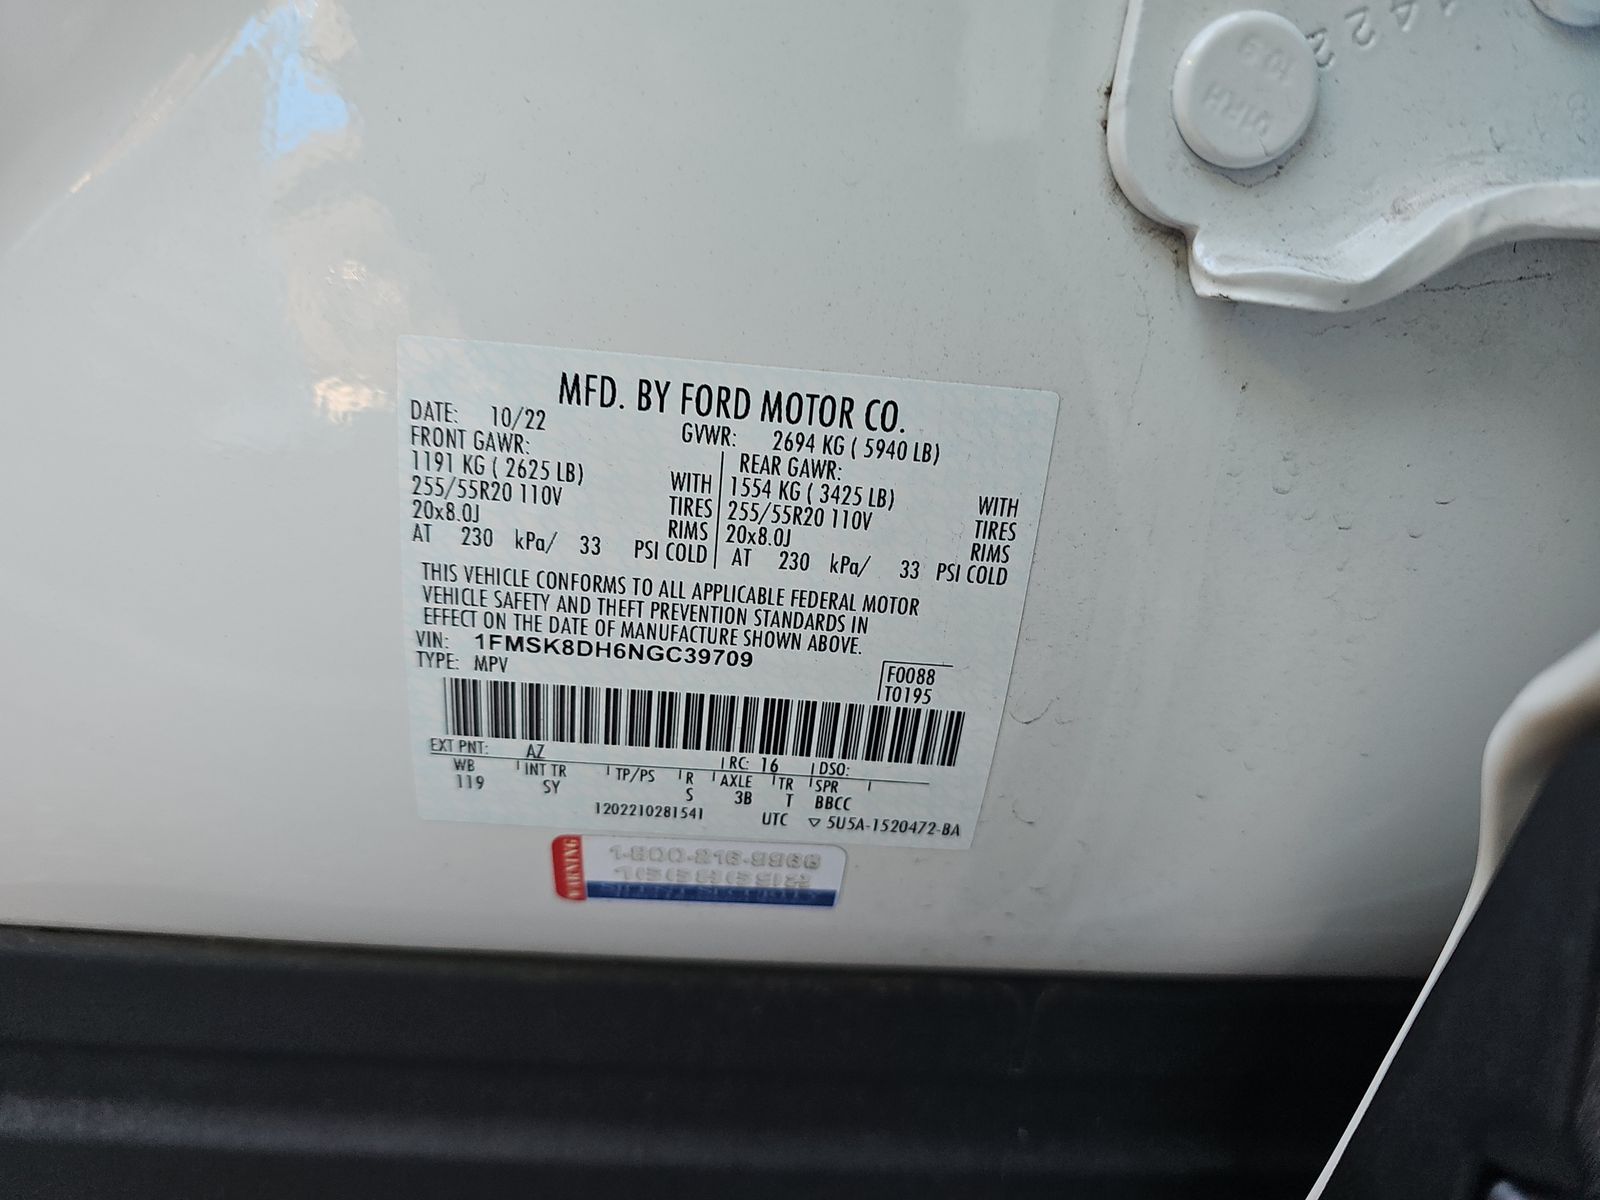 MFD. BY FORD MOTOR CO.
DATE: 10/22 GVWR: 2694 KG ( 5940 LB)
FRONT GAWR: REAR GAWR:
1191 KG ( 2625 LB) WITH 1554 KG ( 3425 LB) WITH
255/55R20 110V TIRES 255/55R20 110V TIRES
20x8.0J RIMS 20x8.0J RIMS
AT 230 kPa/ 33 PSI COLD AT 230 kPa/ 33 PSI COLD
THIS VEHICLE CONFORMS TO ALL APPLICABLE FEDERAL MOTOR
VEHICLE SAFETY AND THEFT PREVENTION STANDARDS IN
EFFECT ON THE DATE OF MANUFACTURE SHOWN ABOVE.
VIN: 1FMSK8DH6NGC39709
TYPE: MPV
F0088
T0195
EXT PNT: AZ RC: 16 DSO:
WB INT TR TP/PS R AXLE TR SPR
119 SY S 3B T BBCC
1202210281541 UTC ▽ 5U5A-1520472-BA
WARNING
1-800-216-9968
10.9